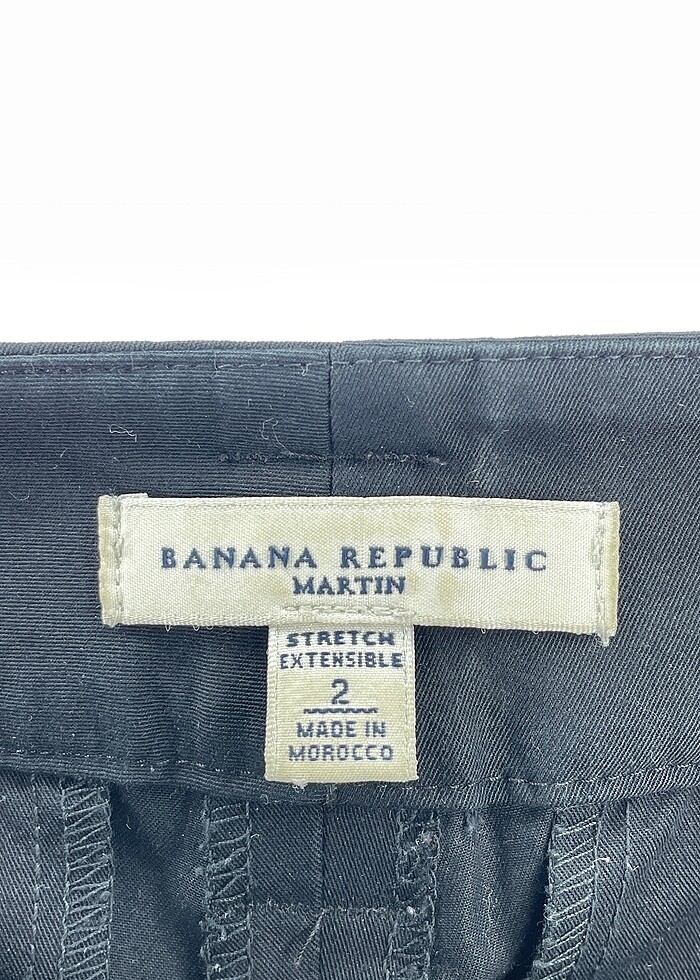 BANANA REPUBLIC
MARTIN
STRETCH
EXTENSIBLE
2
MADE IN
MOROCCO